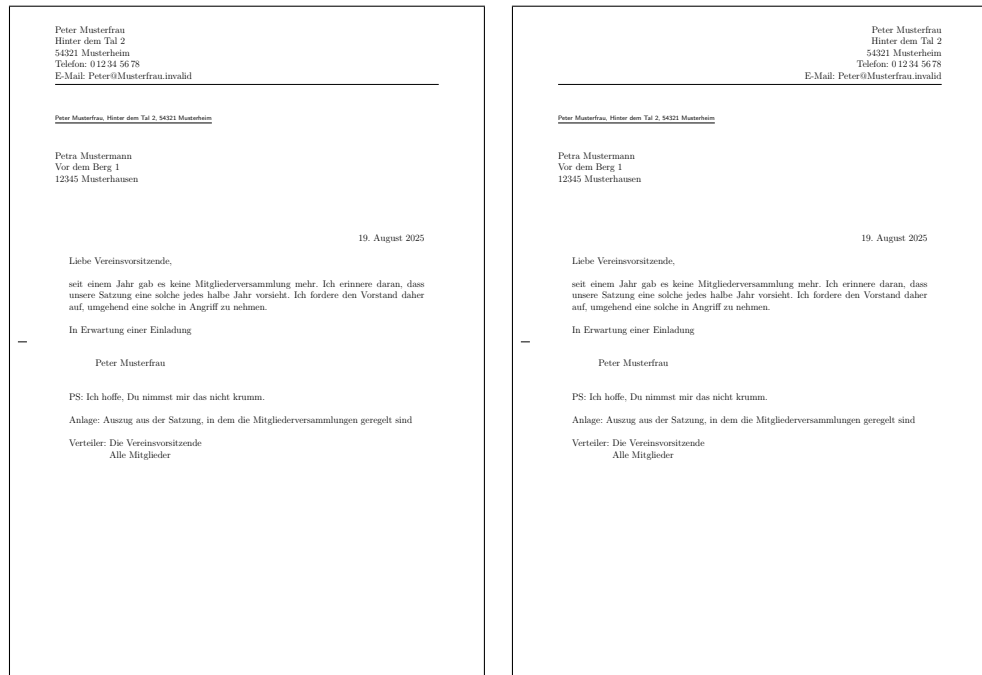 Peter Musterfrau
Hinter dem Tal 2
54321 Musterheim
Telefon: 0 12 34 56 78
E-Mail: Peter@Musterfrau.invalid
Peter Musterfrau, Hinter dem Tal 2, 54321 Musterheim
Petra Mustermann
Vor dem Berg 1
12345 Musterhausen
19. August 2025
Liebe Vereinsvorsitzende,
seit einem Jahr gab es keine Mitgliederversammlung mehr. Ich erinnere daran, dass
unsere Satzung eine solche jedes halbe Jahr vorsieht. Ich fordere den Vorstand daher
auf, umgehend eine solche in Angriff zu nehmen.
In Erwartung einer Einladung
Peter Musterfrau
PS: Ich hoffe, Du nimmst mir das nicht krumm.
Anlage: Auszug aus der Satzung, in dem die Mitgliederversammlungen geregelt sind
Verteiler: Die Vereinsvorsitzende
Alle Mitglieder
Peter Musterfrau
Hinter dem Tal 2
54321 Musterheim
Telefon: 0 12 34 56 78
E-Mail: Peter@Musterfrau.invalid
Peter Musterfrau, Hinter dem Tal 2, 54321 Musterheim
Petra Mustermann
Vor dem Berg 1
12345 Musterhausen
19. August 2025
Liebe Vereinsvorsitzende,
seit einem Jahr gab es keine Mitgliederversammlung mehr. Ich erinnere daran, dass
unsere Satzung eine solche jedes halbe Jahr vorsieht. Ich fordere den Vorstand daher
auf, umgehend eine solche in Angriff zu nehmen.
In Erwartung einer Einladung
Peter Musterfrau
PS: Ich hoffe, Du nimmst mir das nicht krumm.
Anlage: Auszug aus der Satzung, in dem die Mitgliederversammlungen geregelt sind
Verteiler: Die Vereinsvorsitzende
Alle Mitglieder